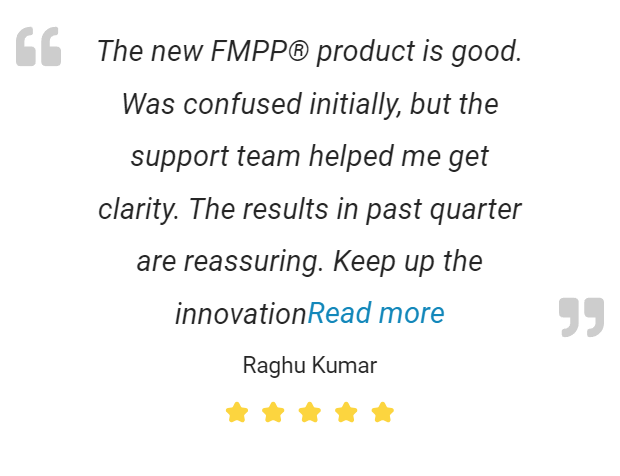 The new FMPP® product is good.
Was confused initially, but the
support team helped me get
clarity. The results in past quarter
are reassuring. Keep up the
innovationRead more
Raghu Kumar